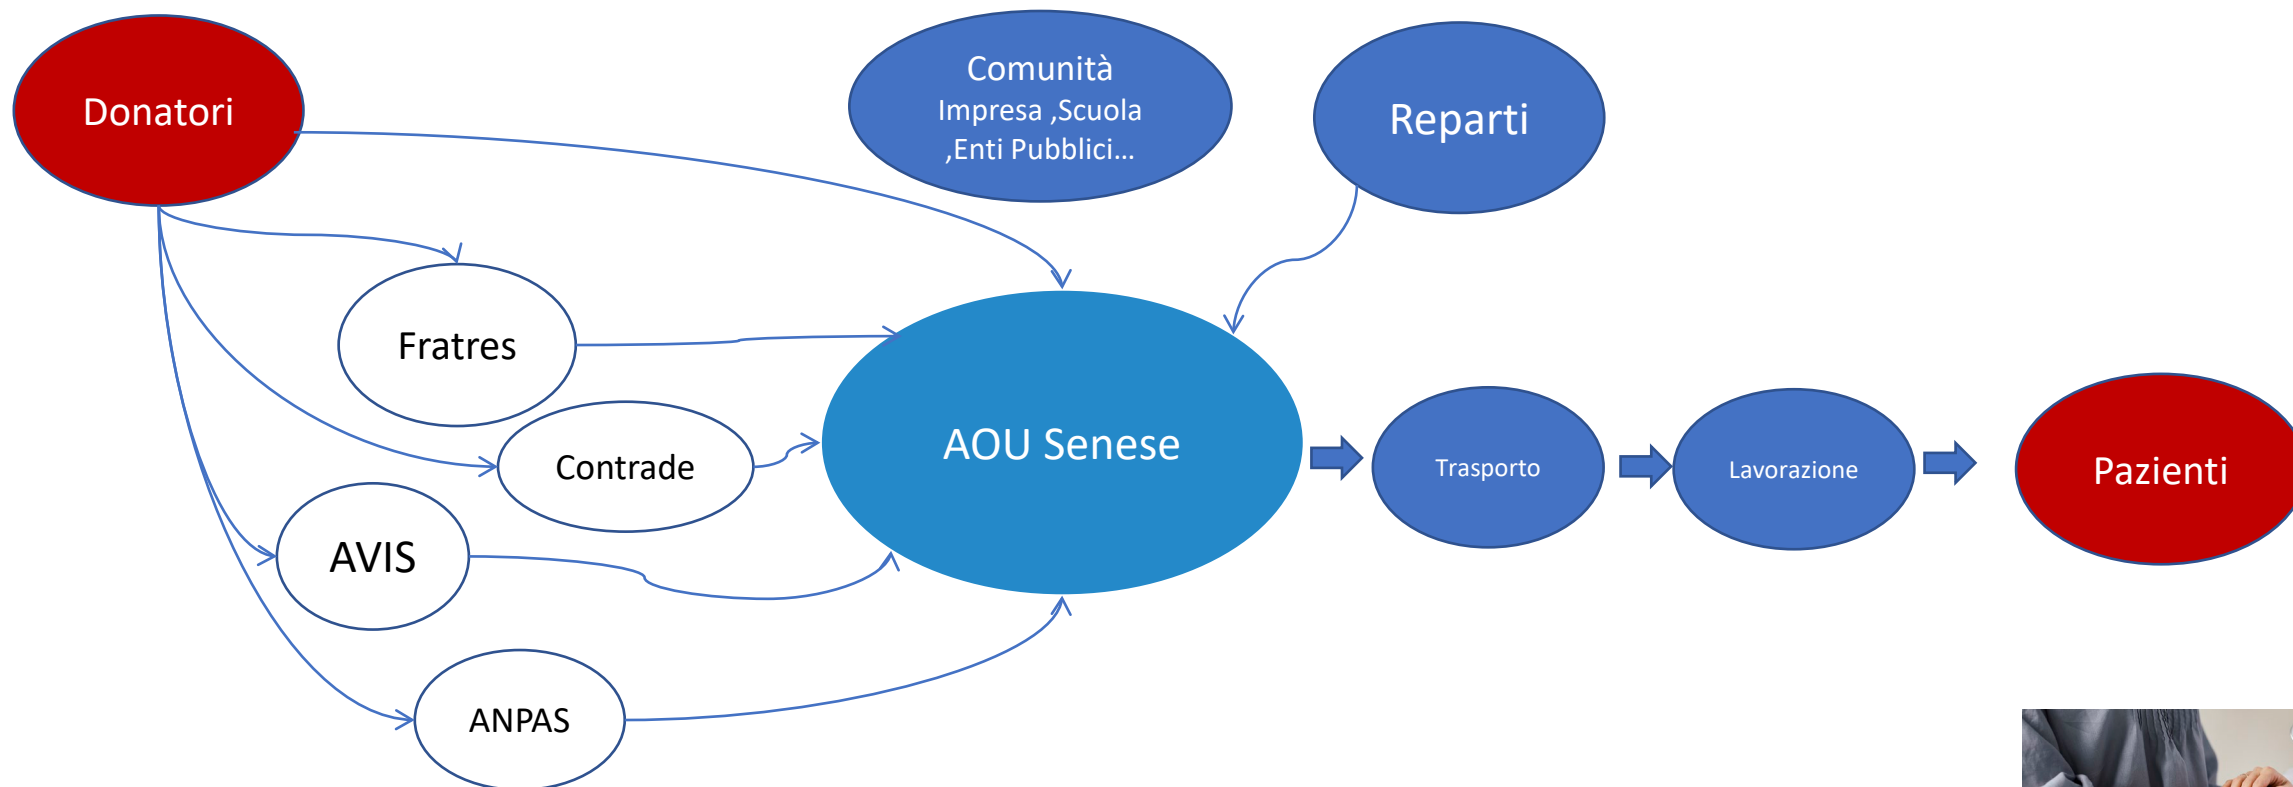 Donatori
Comunità
Impresa ,Scuola
,Enti Pubblici…
Reparti
Fratres
Contrade
AOU Senese
Trasporto
Lavorazione
Pazienti
AVIS
ANPAS